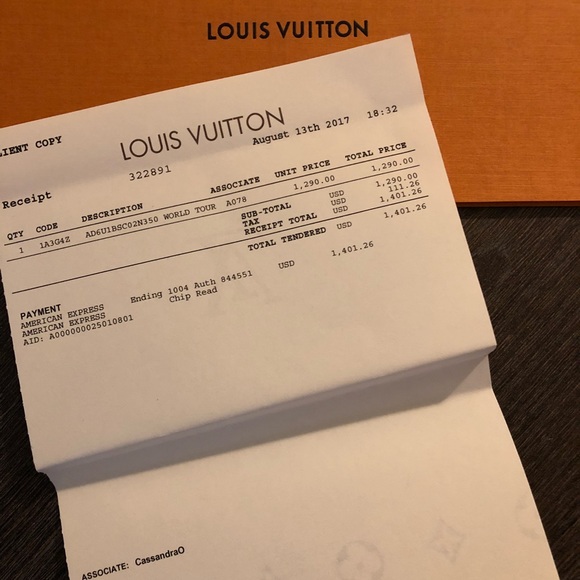 LOUIS VUITTON
LIENT COPY
LOUIS VUITTON
322891
August 13th 2017 18:32
Receipt
QTY CODE DESCRIPTION ASSOCIATE UNIT PRICE TOTAL PRICE
1 1A3G4Z AD6U1BSC02N350 WORLD TOUR A078 1,290.00 1,290.00
SUB-TOTAL USD 1,290.00
TAX USD 111.26
RECEIPT TOTAL USD 1,401.26
TOTAL TENDERED USD 1,401.26
PAYMENT
AMERICAN EXPRESS Ending 1004 Auth 844551 USD 1,401.26
AMERICAN EXPRESS Chip Read
AID: A000000025010801
ASSOCIATE: CassandraO